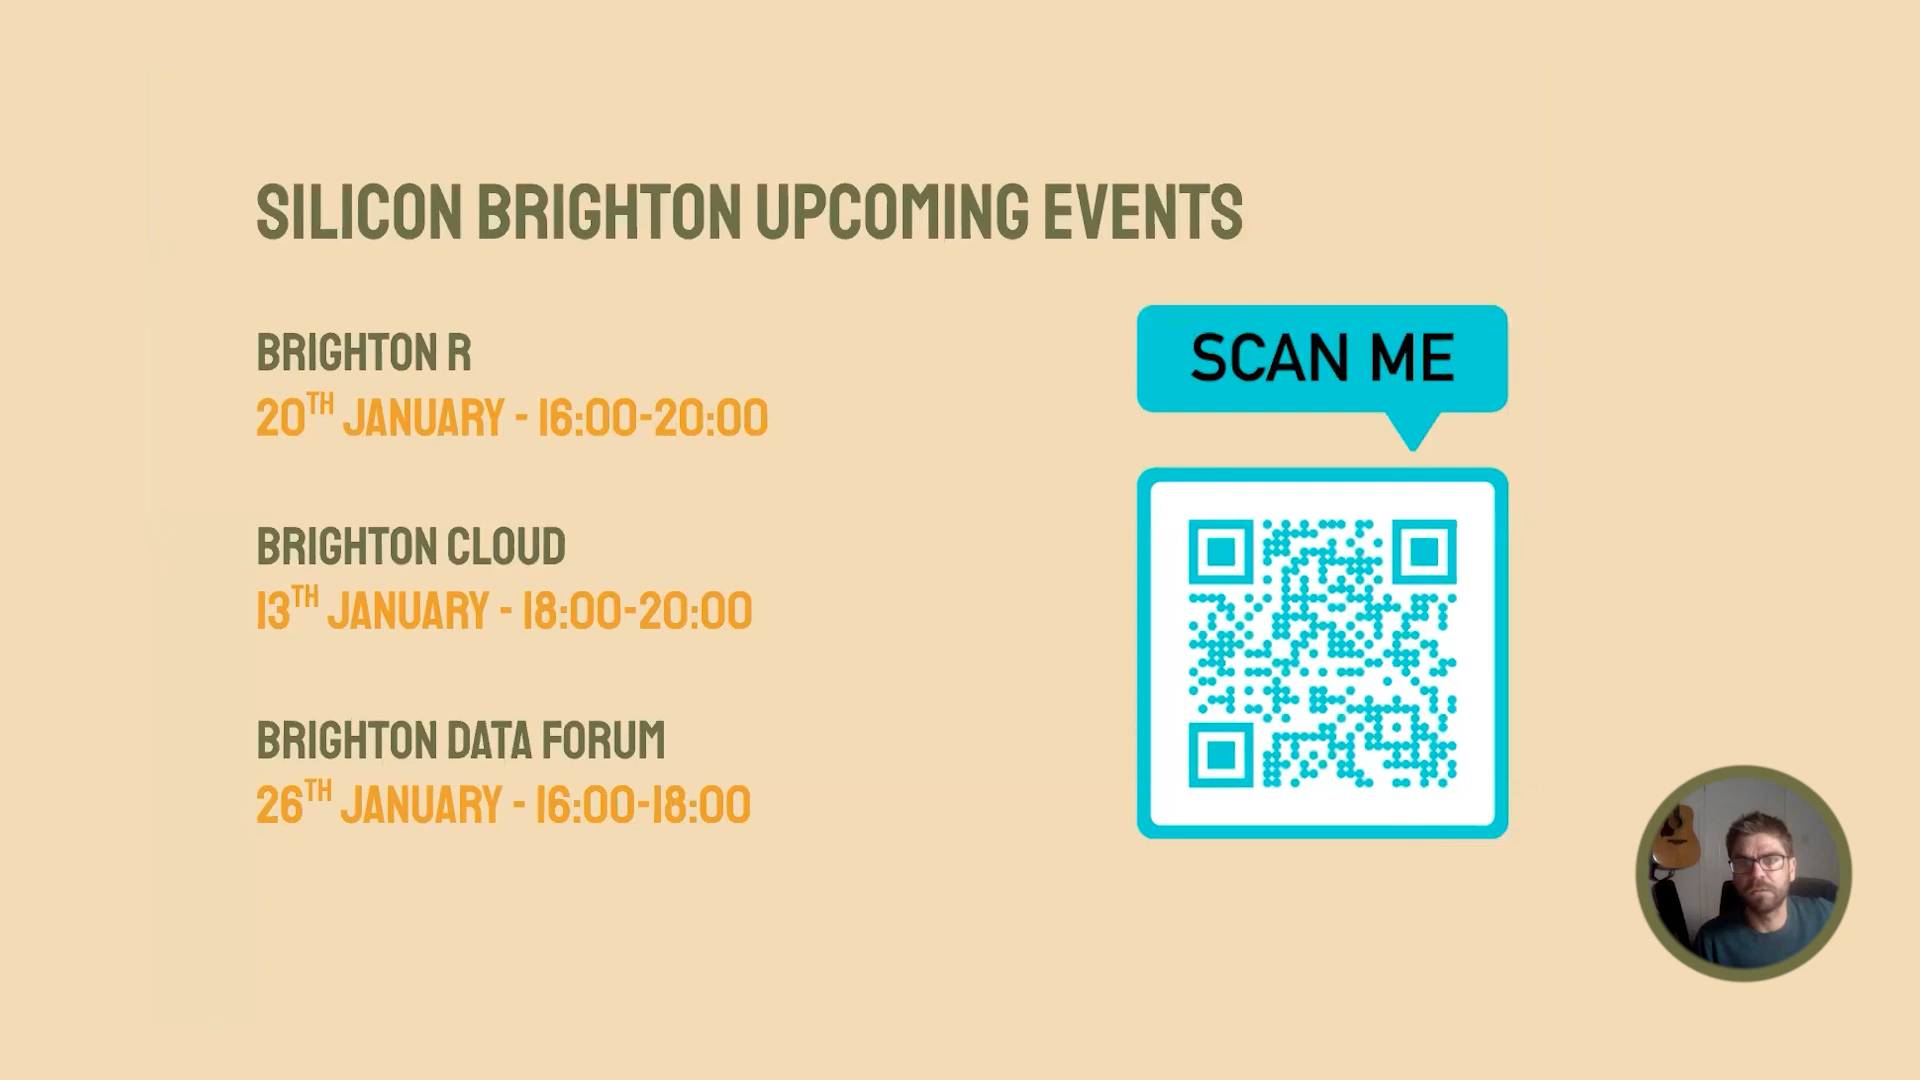 SILICON BRIGHTON UPCOMING EVENTS
BRIGHTON R
20TH JANUARY - 16:00-20:00
BRIGHTON CLOUD
13TH JANUARY - 18:00-20:00
BRIGHTON DATA FORUM
26TH JANUARY - 16:00-18:00
SCAN ME